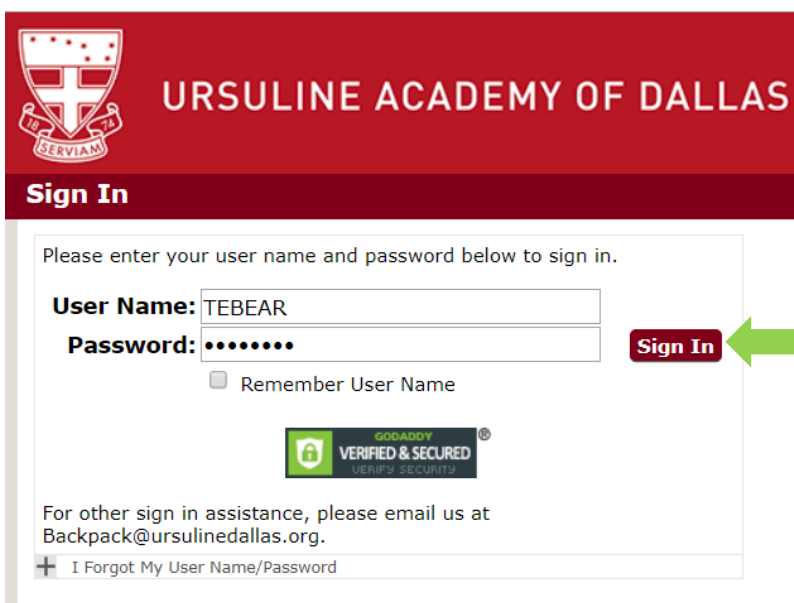 URSULINE ACADEMY OF DALLAS
18 74
SERVIAM
Sign In
Please enter your user name and password below to sign in.
User Name: TEBEAR
Password: ••••••••
Sign In
Remember User Name
GODADDY ®
VERIFIED & SECURED
VERIFY SECURITY
For other sign in assistance, please email us at
Backpack@ursulinedallas.org.
+ I Forgot My User Name/Password